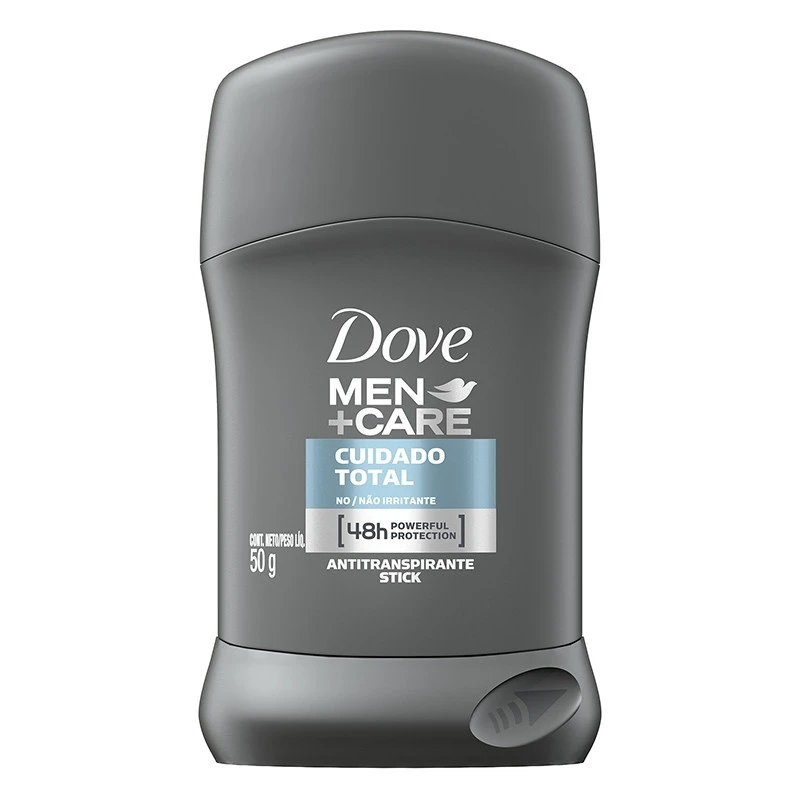 Dove
MEN
+CARE
CUIDADO
TOTAL
NO / NÃO IRRITANTE
[48h POWERFUL
PROTECTION]
CONT. NETO/PESO LÍQ.
50 g
ANTITRANSPIRANTE
STICK